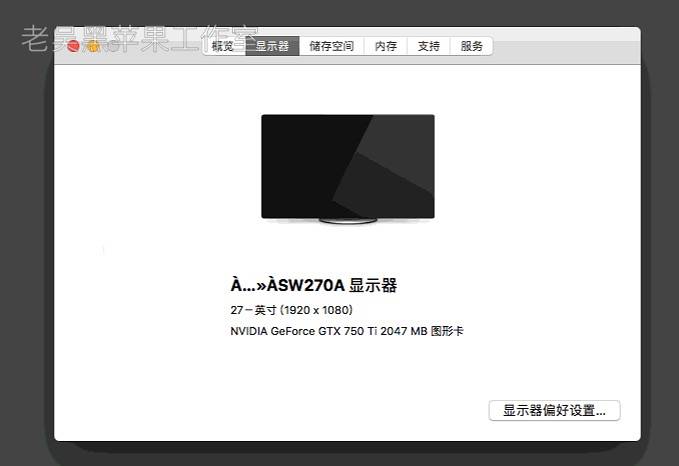 老吴黑苹果工作室
概览 显示器 储存空间 内存 支持 服务
À...»ÀSW270A 显示器
27-英寸 (1920 x 1080)
NVIDIA GeForce GTX 750 Ti 2047 MB 图形卡
显示器偏好设置...